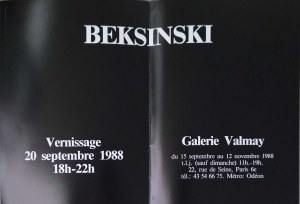 BEKSINSKI
Vernissage
20 septembre 1988
18h-22h
Galerie Valmay
du 15 septembre au 12 novembre 1988
t.l.j. (sauf dimanche) 11h.-19h.
22, rue de Seine, Paris 6e
tél.: 43 54 66 75. Métro: Odéon